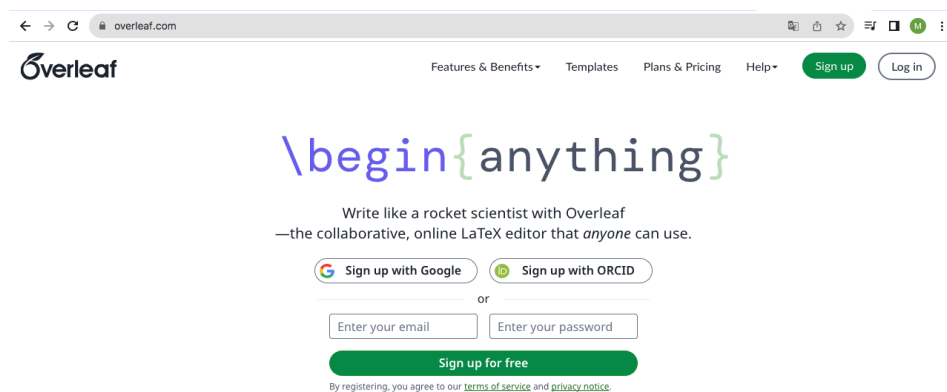 overleaf.com
M
Overleaf
Features & Benefits Templates Plans & Pricing Help Sign up Log in
\begin{anything}
Write like a rocket scientist with Overleaf
—the collaborative, online LaTeX editor that anyone can use.
Sign up with Google Sign up with ORCID
or
Enter your email Enter your password
Sign up for free
By registering, you agree to our terms of service and privacy notice.